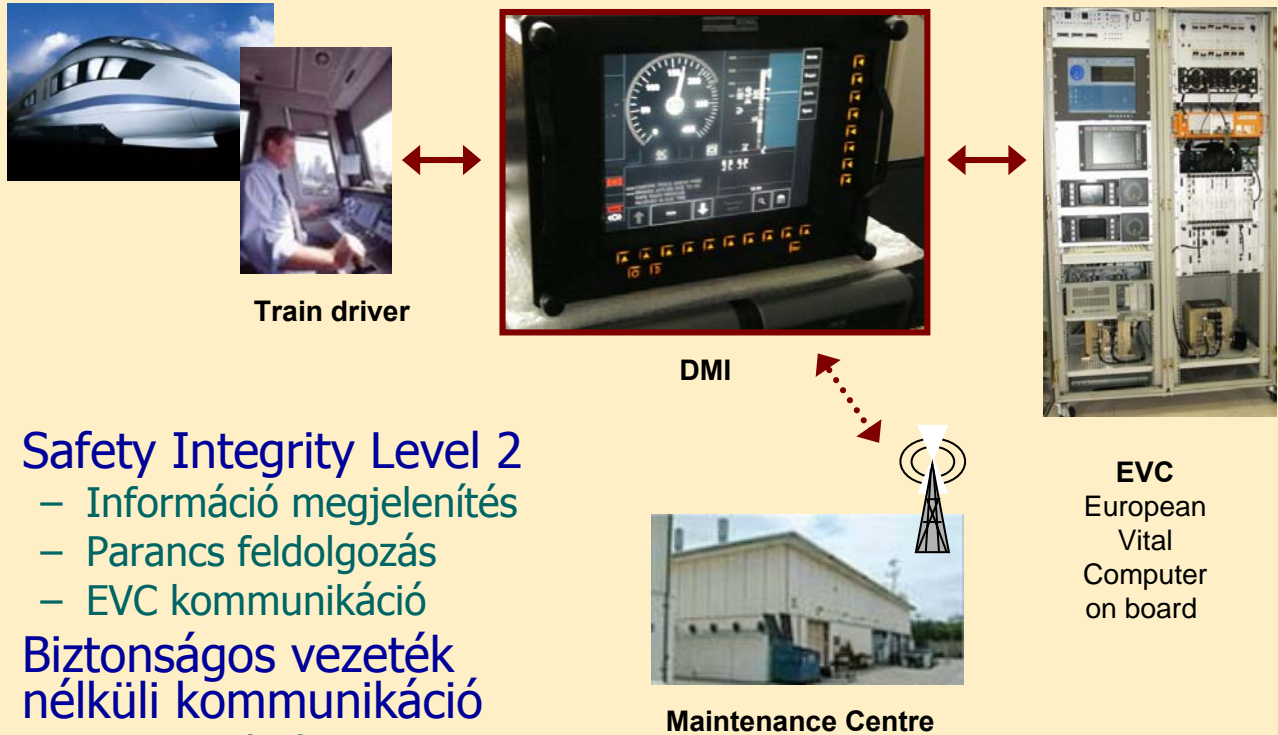 Train driver
DMI
EVC
European
Vital
Computer
on board
Safety Integrity Level 2
– Információ megjelenítés
– Parancs feldolgozás
– EVC kommunikáció
Biztonságos vezeték
nélküli kommunikáció
Maintenance Centre